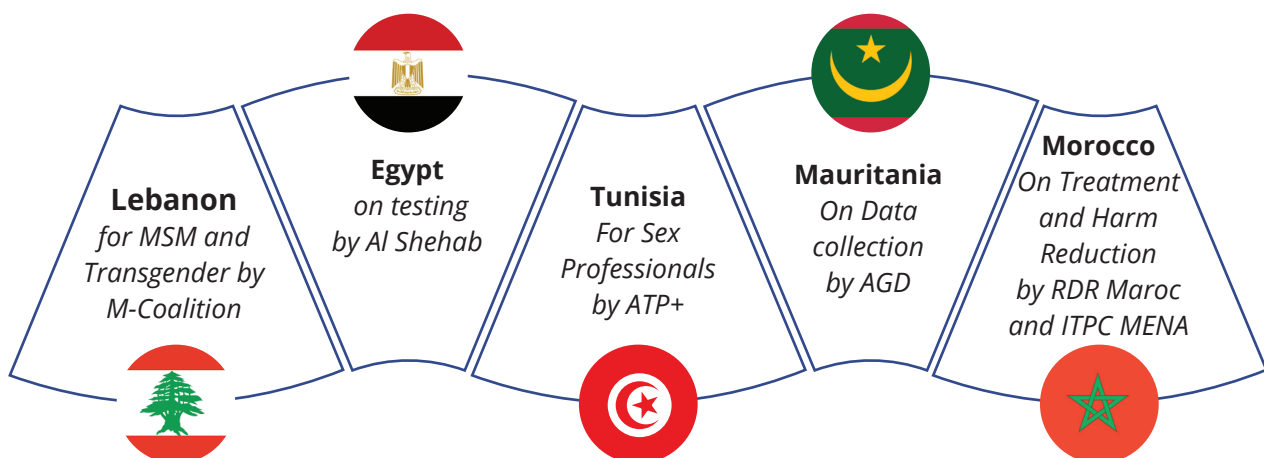 Lebanon
for MSM and
Transgender by
M-Coalition
Egypt
on testing
by Al Shehab
Tunisia
For Sex
Professionals
by ATP+
Mauritania
On Data
collection
by AGD
Morocco
On Treatment
and Harm
Reduction
by RDR Maroc
and ITPC MENA